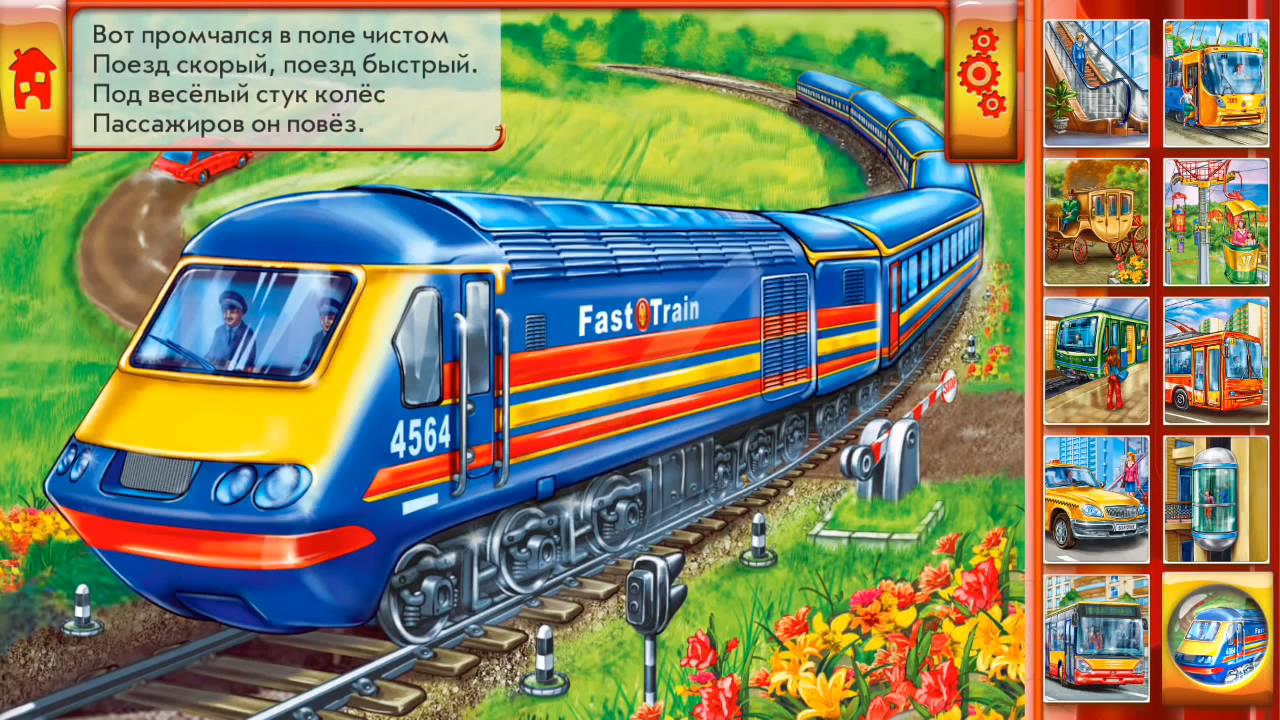 Вот промчался в поле чистом
Поезд скорый, поезд быстрый.
Под весёлый стук колёс
Пассажиров он повёз.
Fast Train
4564
STOP
17